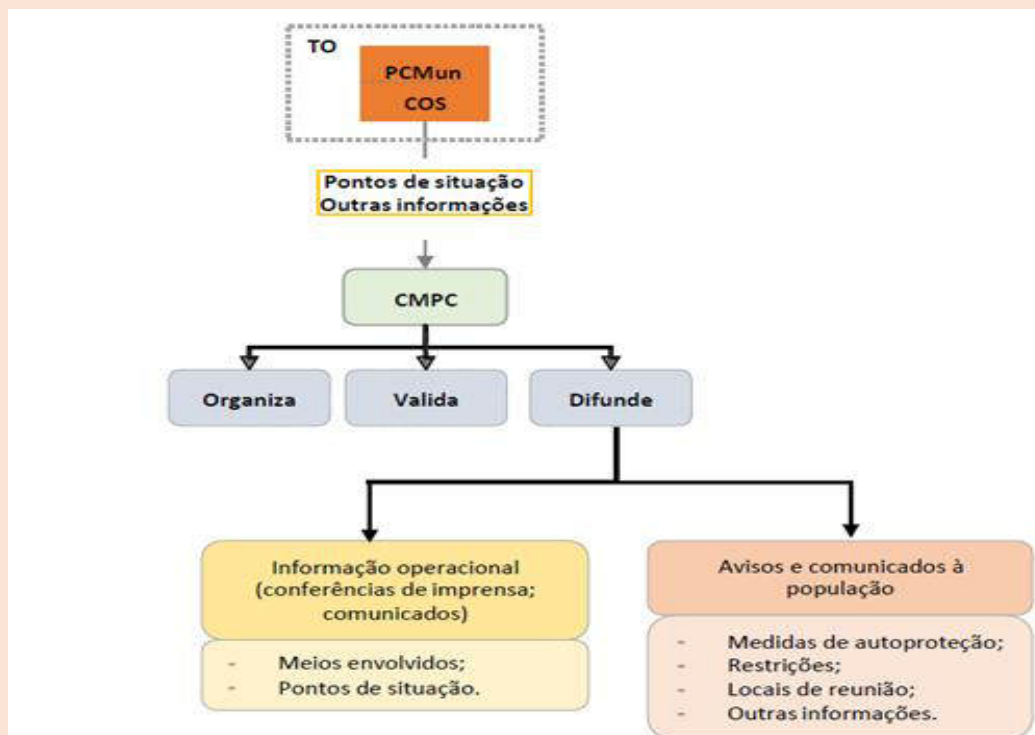 TO
PCMun
COS
Pontos de situação
Outras informações
CMPC
Organiza
Valida
Difunde
Informação operacional
(conferências de imprensa;
comunicados)
- Meios envolvidos;
- Pontos de situação.
Avisos e comunicados à
população
- Medidas de autoproteção;
- Restrições;
- Locais de reunião;
- Outras informações.